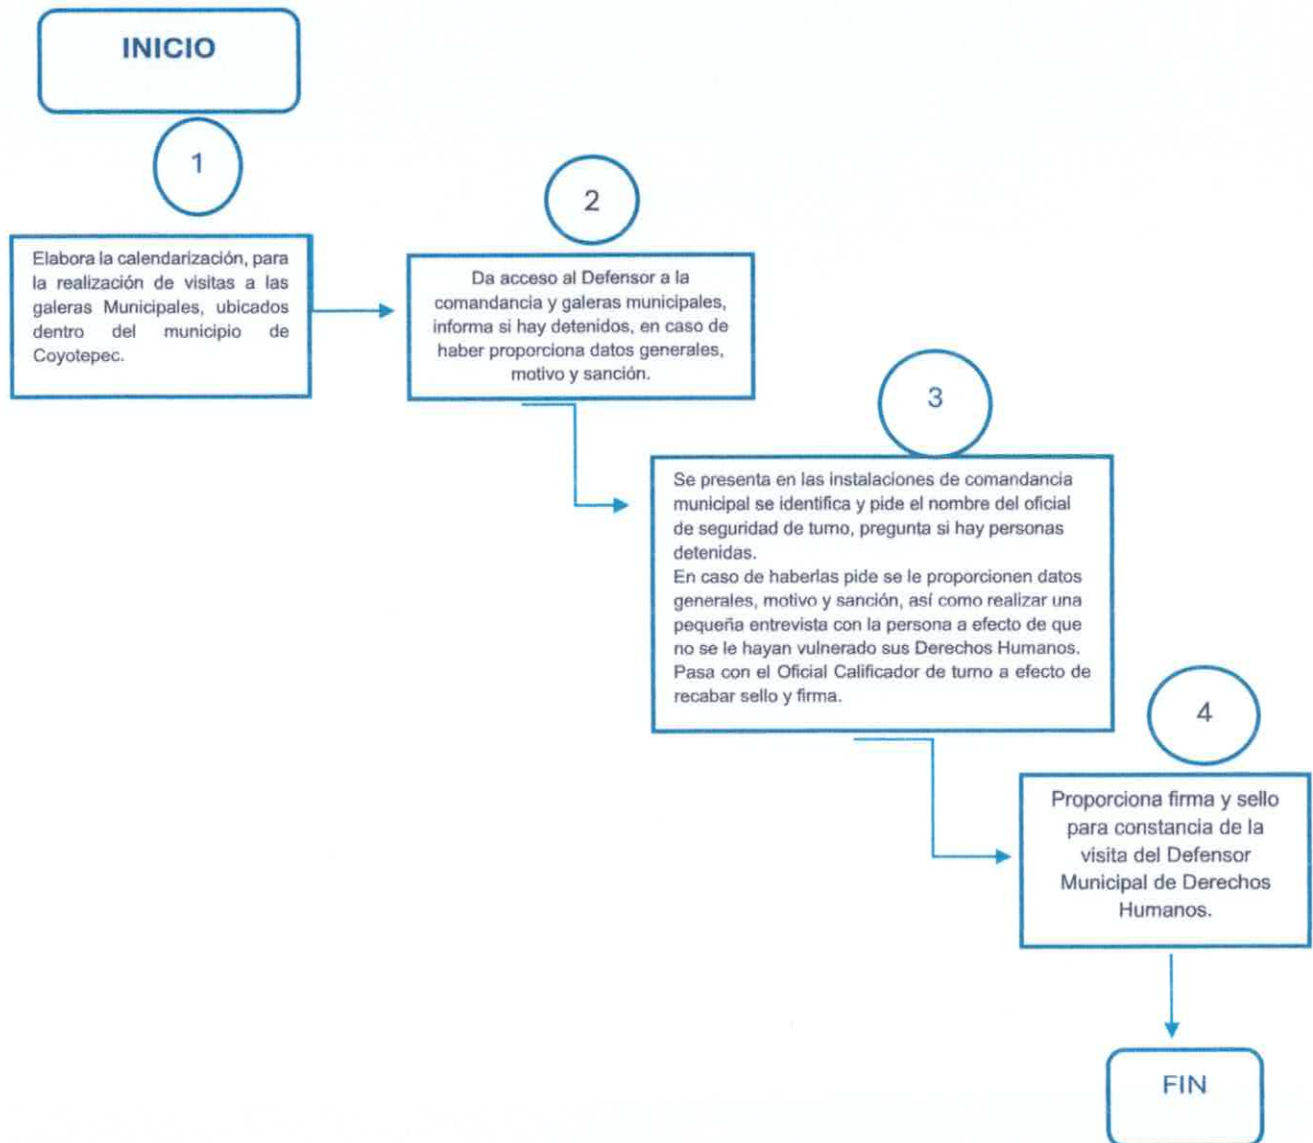 INICIO
1
Elabora la calendarización, para
la realización de visitas a las
galeras Municipales, ubicados
dentro del municipio de
Coyotepec.
2
Da acceso al Defensor a la
comandancia y galeras municipales,
informa si hay detenidos, en caso de
haber proporciona datos generales,
motivo y sanción.
3
Se presenta en las instalaciones de comandancia
municipal se identifica y pide el nombre del oficial
de seguridad de turno, pregunta si hay personas
detenidas.
En caso de haberlas pide se le proporcionen datos
generales, motivo y sanción, así como realizar una
pequeña entrevista con la persona a efecto de que
no se le hayan vulnerado sus Derechos Humanos.
Pasa con el Oficial Calificador de turno a efecto de
recabar sello y firma.
4
Proporciona firma y sello
para constancia de la
visita del Defensor
Municipal de Derechos
Humanos.
FIN